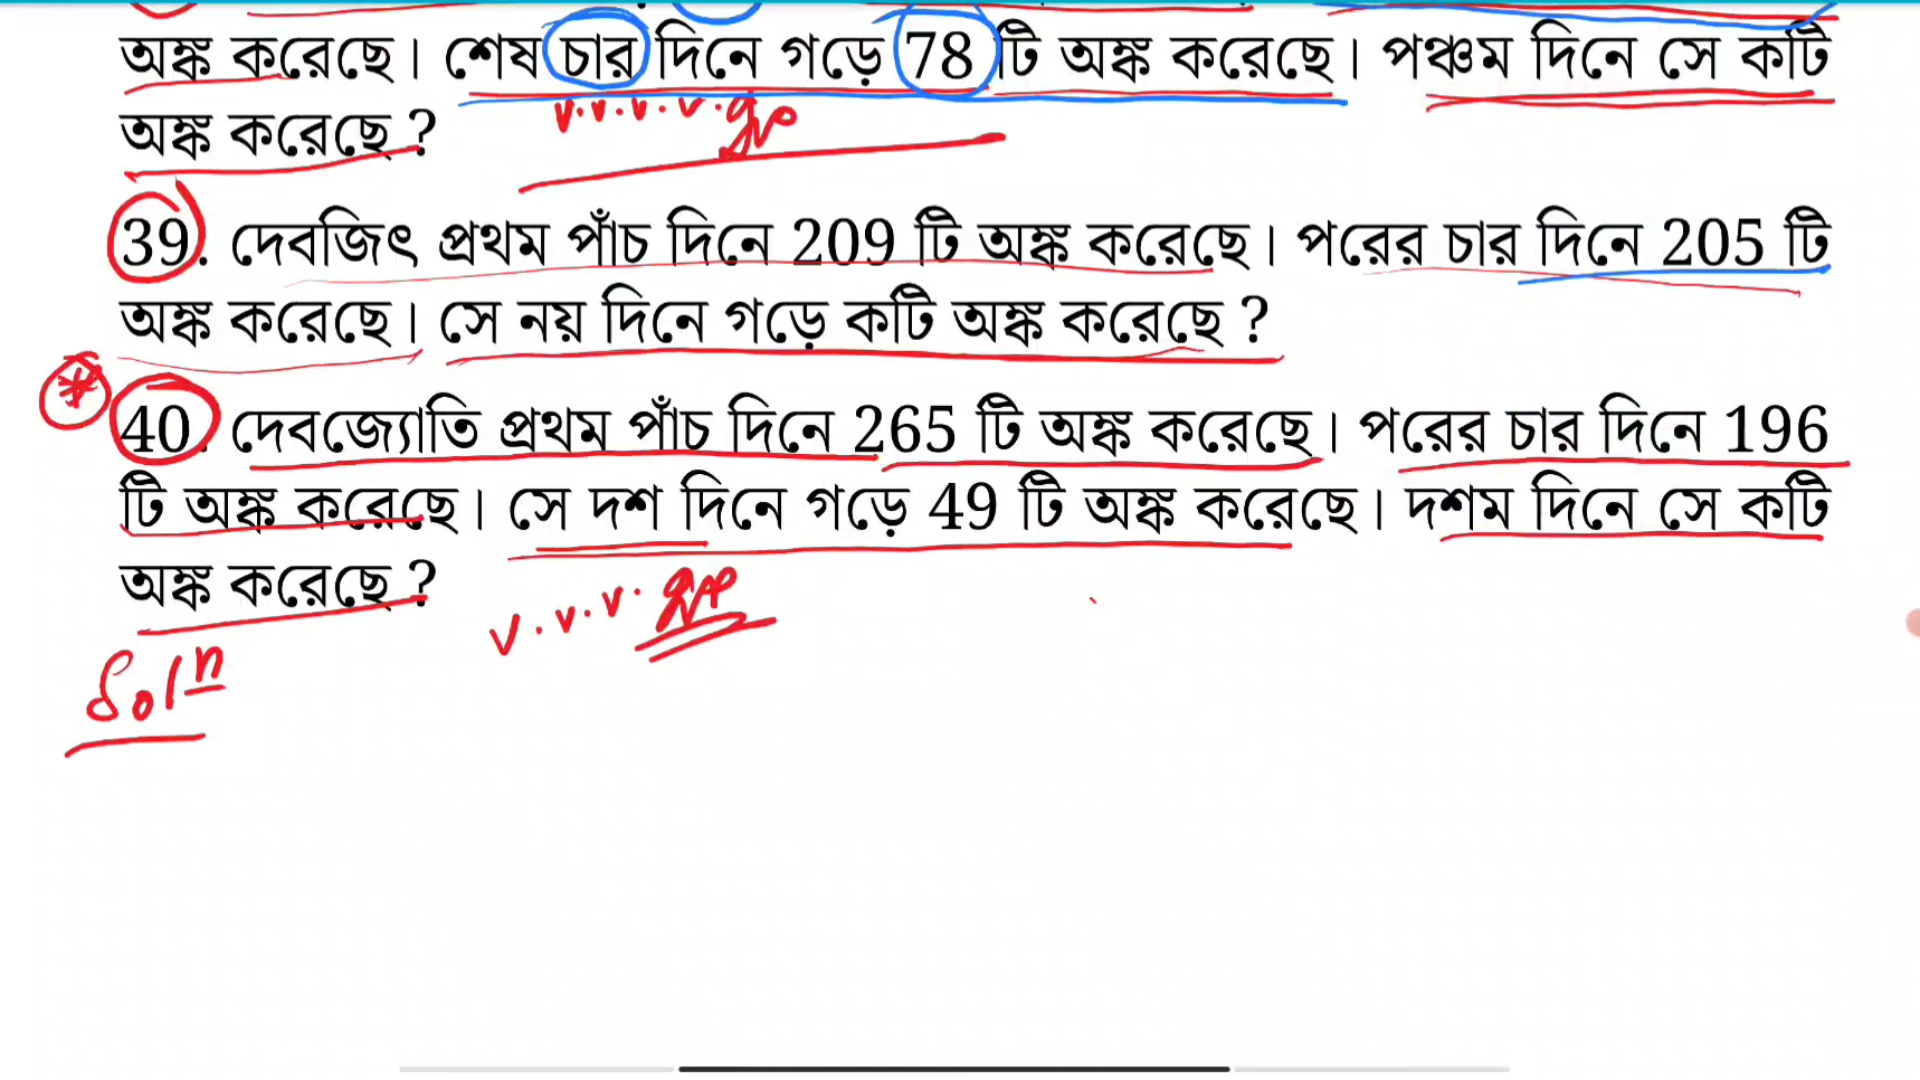 অঙ্ক করেছে। শেষ চার দিনে গড়ে 78 টি অঙ্ক করেছে। পঞ্চম দিনে সে কটি
অঙ্ক করেছে ?
v.v.v.v.
39. দেবজিৎ প্রথম পাঁচ দিনে 209 টি অঙ্ক করেছে। পরের চার দিনে 205 টি
অঙ্ক করেছে। সে নয় দিনে গড়ে কটি অঙ্ক করেছে ?
* 40. দেবজ্যোতি প্রথম পাঁচ দিনে 265 টি অঙ্ক করেছে। পরের চার দিনে 196
টি অঙ্ক করেছে। সে দশ দিনে গড়ে 49 টি অঙ্ক করেছে। দশম দিনে সে কটি
অঙ্ক করেছে ?
v.v.v.
Soln